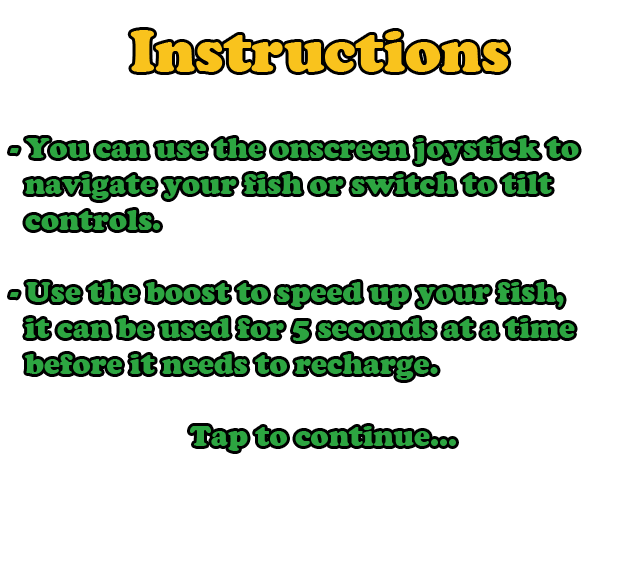 Instructions
- You can use the onscreen joystick to
navigate your fish or switch to tilt
controls.
- Use the boost to speed up your fish,
it can be used for 5 seconds at a time
before it needs to recharge.
Tap to continue...